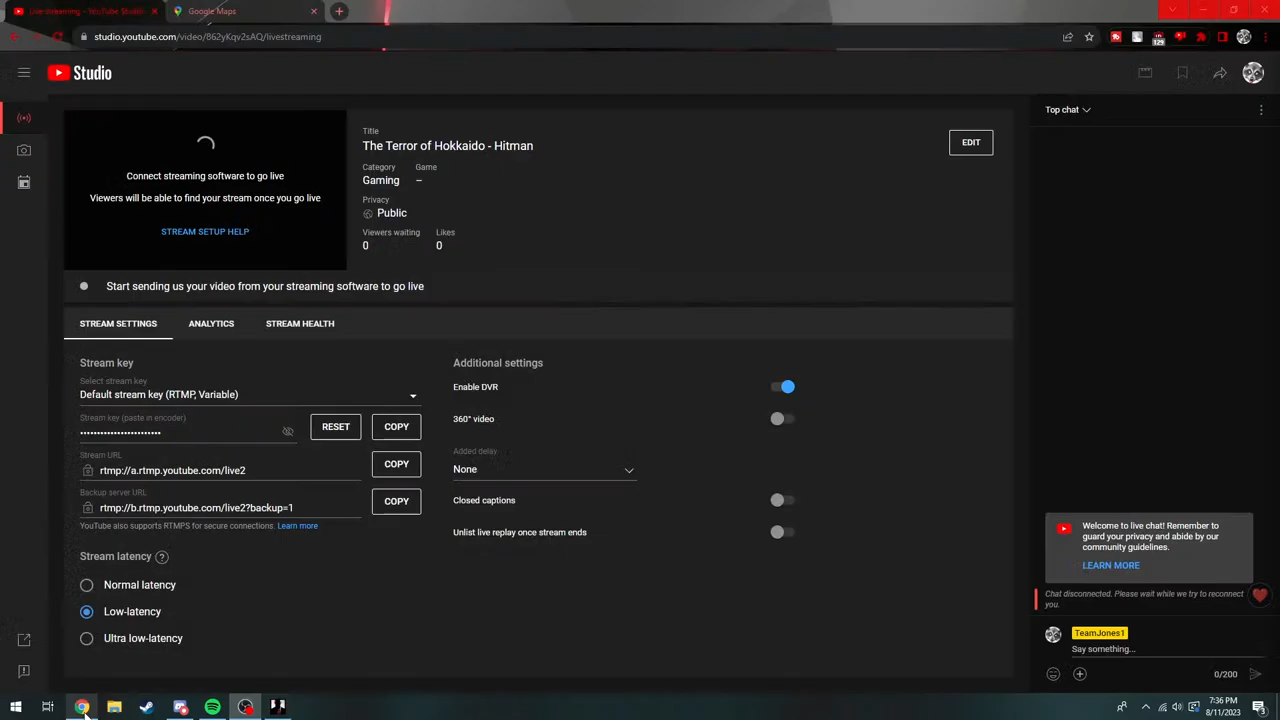 Livestreaming - YouTube Studio
Google Maps
studio.youtube.com/video/862yKqv2sAQ/livestreaming
129
Studio
Connect streaming software to go live
Viewers will be able to find your stream once you go live
STREAM SETUP HELP
Title
The Terror of Hokkaido - Hitman
Category
Game
Gaming
–
Privacy
Public
Viewers waiting
Likes
0
0
EDIT
Start sending us your video from your streaming software to go live
STREAM SETTINGS
ANALYTICS
STREAM HEALTH
Stream key
Select stream key
Default stream key (RTMP, Variable)
Stream key (paste in encoder)
••••••••••••••••••••••••
RESET
COPY
Stream URL
rtmp://a.rtmp.youtube.com/live2
COPY
Backup server URL
rtmp://b.rtmp.youtube.com/live2?backup=1
COPY
YouTube also supports RTMPS for secure connections. Learn more
Stream latency ?
Normal latency
Low-latency
Ultra low-latency
Additional settings
Enable DVR
360° video
Added delay
None
Closed captions
Unlist live replay once stream ends
Top chat
Welcome to live chat! Remember to
guard your privacy and abide by our
community guidelines.
LEARN MORE
Chat disconnected. Please wait while we try to reconnect
you.
TeamJones1
Say something...
0/200
7:36 PM
8/11/2023
3